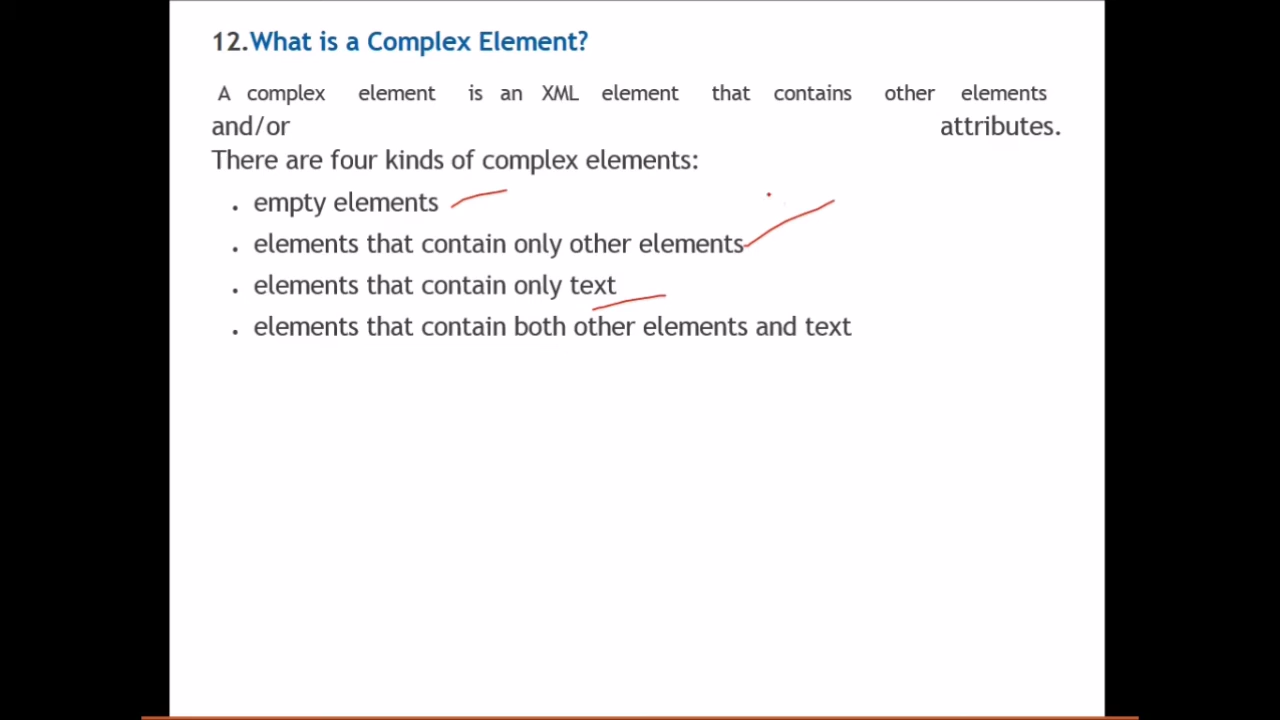 12.What is a Complex Element?
A complex element is an XML element that contains other elements
and/or attributes.
There are four kinds of complex elements:
. empty elements
. elements that contain only other elements
. elements that contain only text
. elements that contain both other elements and text